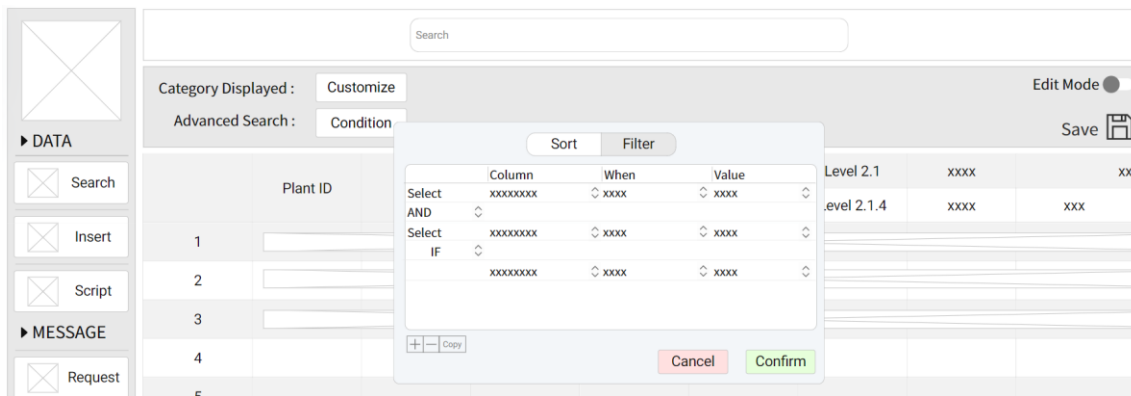 Search
Category Displayed : Customize
Edit Mode
Advanced Search : Condition
Save
DATA
Search
Insert
Script
MESSAGE
Request
Sort Filter
Column When Value
Select xxxxxxxx xxxx xxxx
AND
Select xxxxxxxx xxxx xxxx
IF
xxxxxxxx xxxx xxxx
+ — Copy
Cancel Confirm
Plant ID
Level 2.1 xxxx xx
evel 2.1.4 xxxx xxx
1
2
3
4